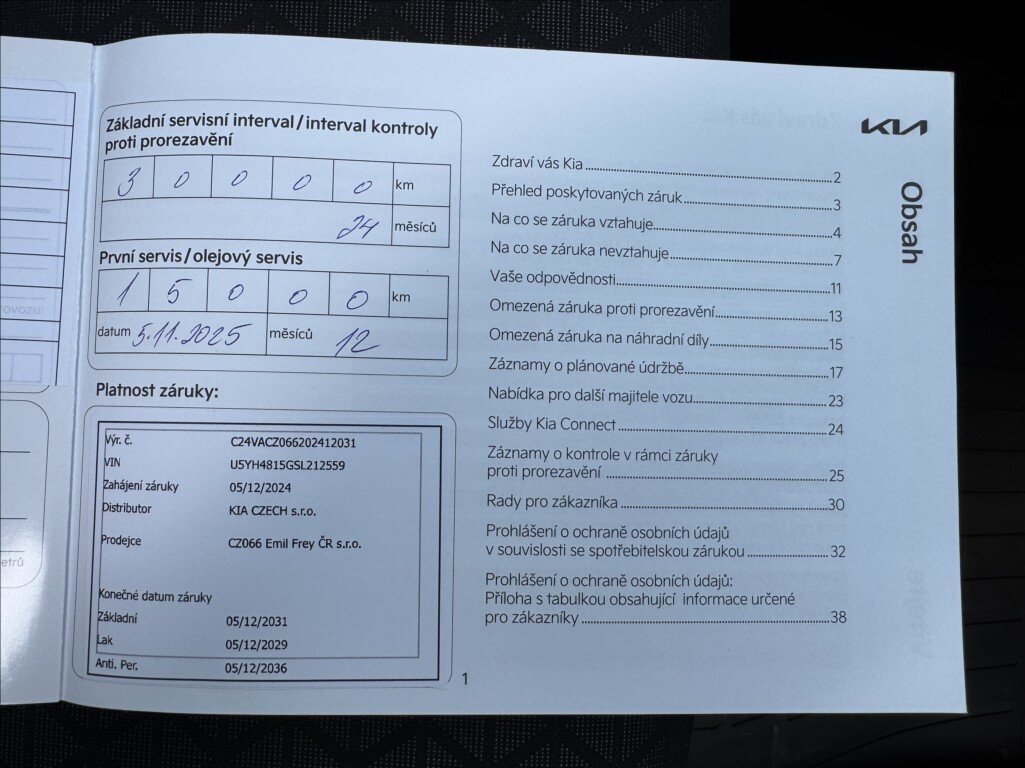 Základní servisní interval/interval kontroly
proti prorezavění
3 0 0 0 0 km
24 měsíců
První servis/olejový servis
1 5 0 0 0 km
datum 5.11.2025 měsíců 12
Platnost záruky:
Výr. č. C24VACZ066202412031
VIN U5YH4815GSL212559
Zahájení záruky 05/12/2024
Distributor KIA CZECH s.r.o.
Prodejce CZ066 Emil Frey ČR s.r.o.
Konečné datum záruky
Základní 05/12/2031
Lak 05/12/2029
Anti. Per. 05/12/2036
1
KIA
Obsah
Zdraví vás Kia 2
Přehled poskytovaných záruk 3
Na co se záruka vztahuje 4
Na co se záruka nevztahuje 7
Vaše odpovědnosti 11
Omezená záruka proti prorezavění 13
Omezená záruka na náhradní díly 15
Záznamy o plánované údržbě 17
Nabídka pro další majitele vozu 23
Služby Kia Connect 24
Záznamy o kontrole v rámci záruky
proti prorezavění 25
Rady pro zákazníka 30
Prohlášení o ochraně osobních údajů
v souvislosti se spotřebitelskou zárukou 32
Prohlášení o ochraně osobních údajů:
Příloha s tabulkou obsahující informace určené
pro zákazníky 38